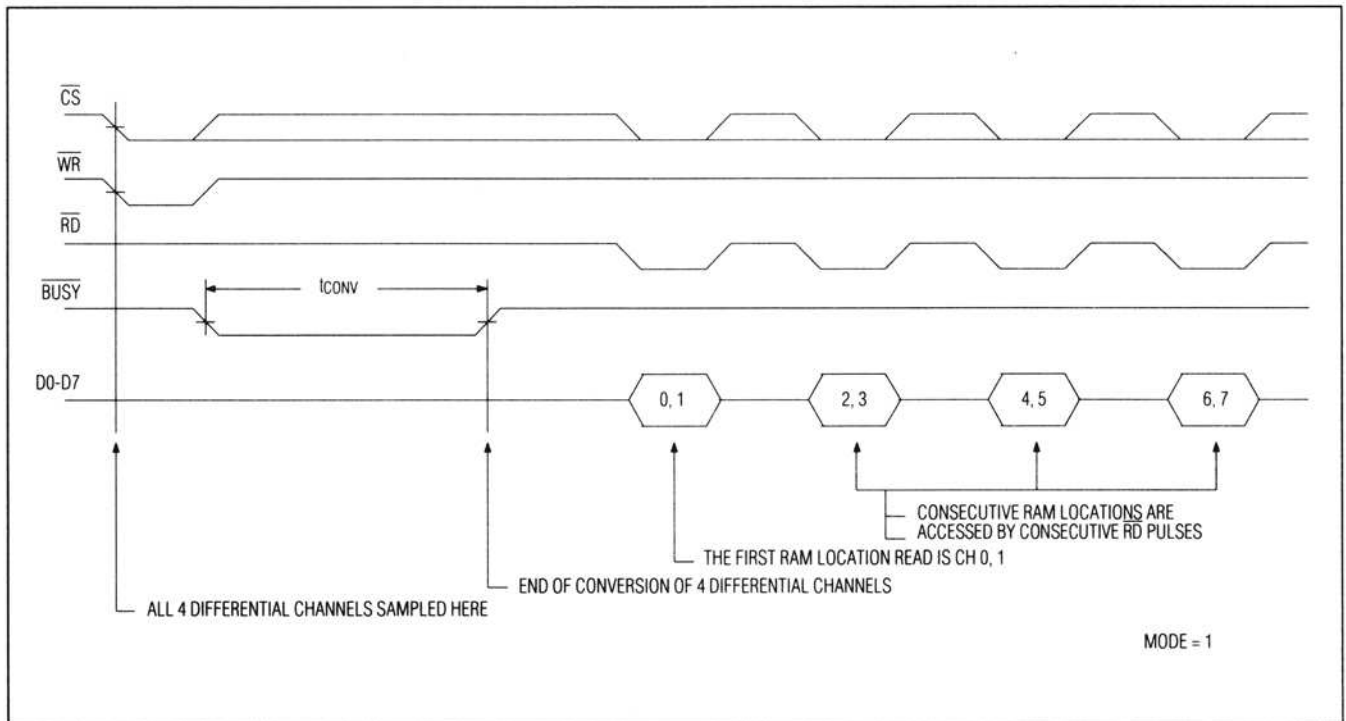 CS
WR
RD
BUSY
tCONV
D0-D7
0, 1
2, 3
4, 5
6, 7
CONSECUTIVE RAM LOCATIONS ARE
ACCESSED BY CONSECUTIVE RD PULSES
THE FIRST RAM LOCATION READ IS CH 0, 1
END OF CONVERSION OF 4 DIFFERENTIAL CHANNELS
ALL 4 DIFFERENTIAL CHANNELS SAMPLED HERE
MODE = 1